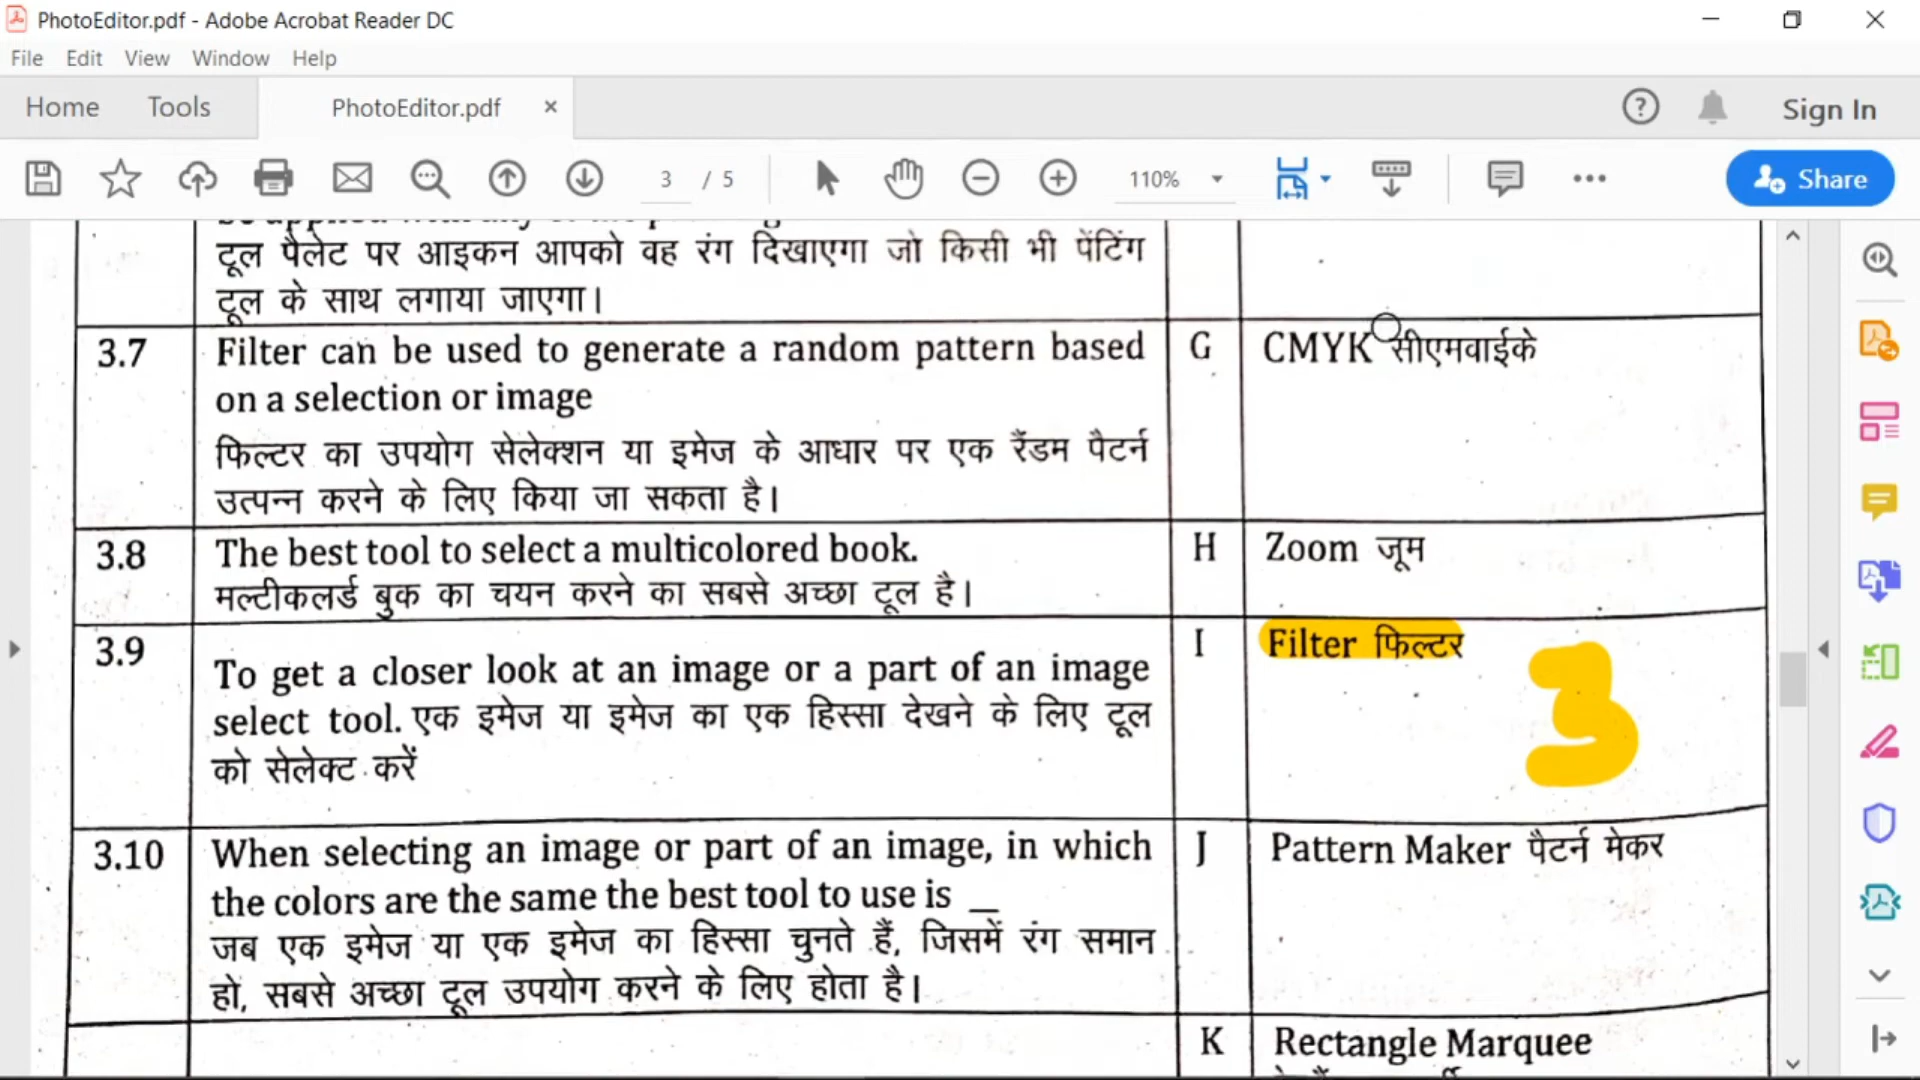 PhotoEditor.pdf - Adobe Acrobat Reader DC
File Edit View Window Help
Home Tools PhotoEditor.pdf × Sign In
3 / 5 110% Share
टूल पैलेट पर आइकन आपको वह रंग दिखाएगा जो किसी भी पेंटिंग
टूल के साथ लगाया जाएगा।
3.7 Filter can be used to generate a random pattern based G CMYK सीएमवाईके
on a selection or image
फिल्टर का उपयोग सेलेक्शन या इमेज के आधार पर एक रैंडम पैटर्न
उत्पन्न करने के लिए किया जा सकता है।
3.8 The best tool to select a multicolored book. H Zoom जूम
मल्टीकलर्ड बुक का चयन करने का सबसे अच्छा टूल है।
3.9 I Filter फिल्टर
To get a closer look at an image or a part of an image 3
select tool. एक इमेज या इमेज का एक हिस्सा देखने के लिए टूल
को सेलेक्ट करें
3.10 When selecting an image or part of an image, in which J Pattern Maker पैटर्न मेकर
the colors are the same the best tool to use is __
जब एक इमेज या एक इमेज का हिस्सा चुनते हैं, जिसमें रंग समान
हो, सबसे अच्छा टूल उपयोग करने के लिए होता है।
K Rectangle Marquee